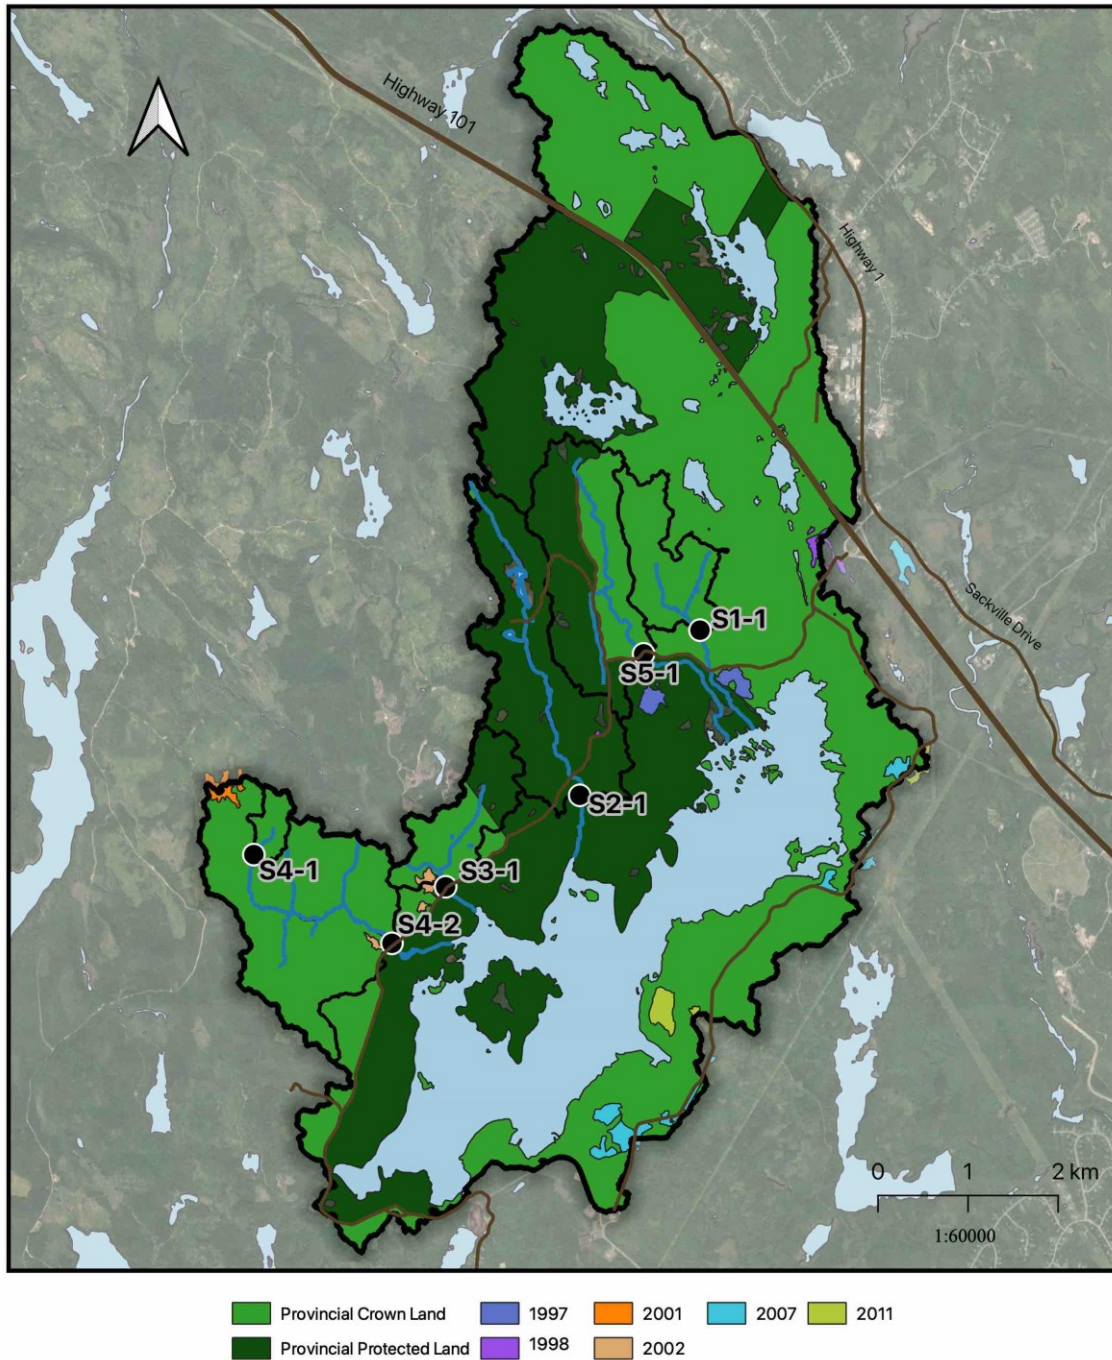 Highway 101
Highway 1
Sackville Drive
S1-1
S5-1
S2-1
S4-1
S3-1
S4-2
0 1 2 km
1:60000
Provincial Crown Land 1997 2001 2007 2011
Provincial Protected Land 1998 2002